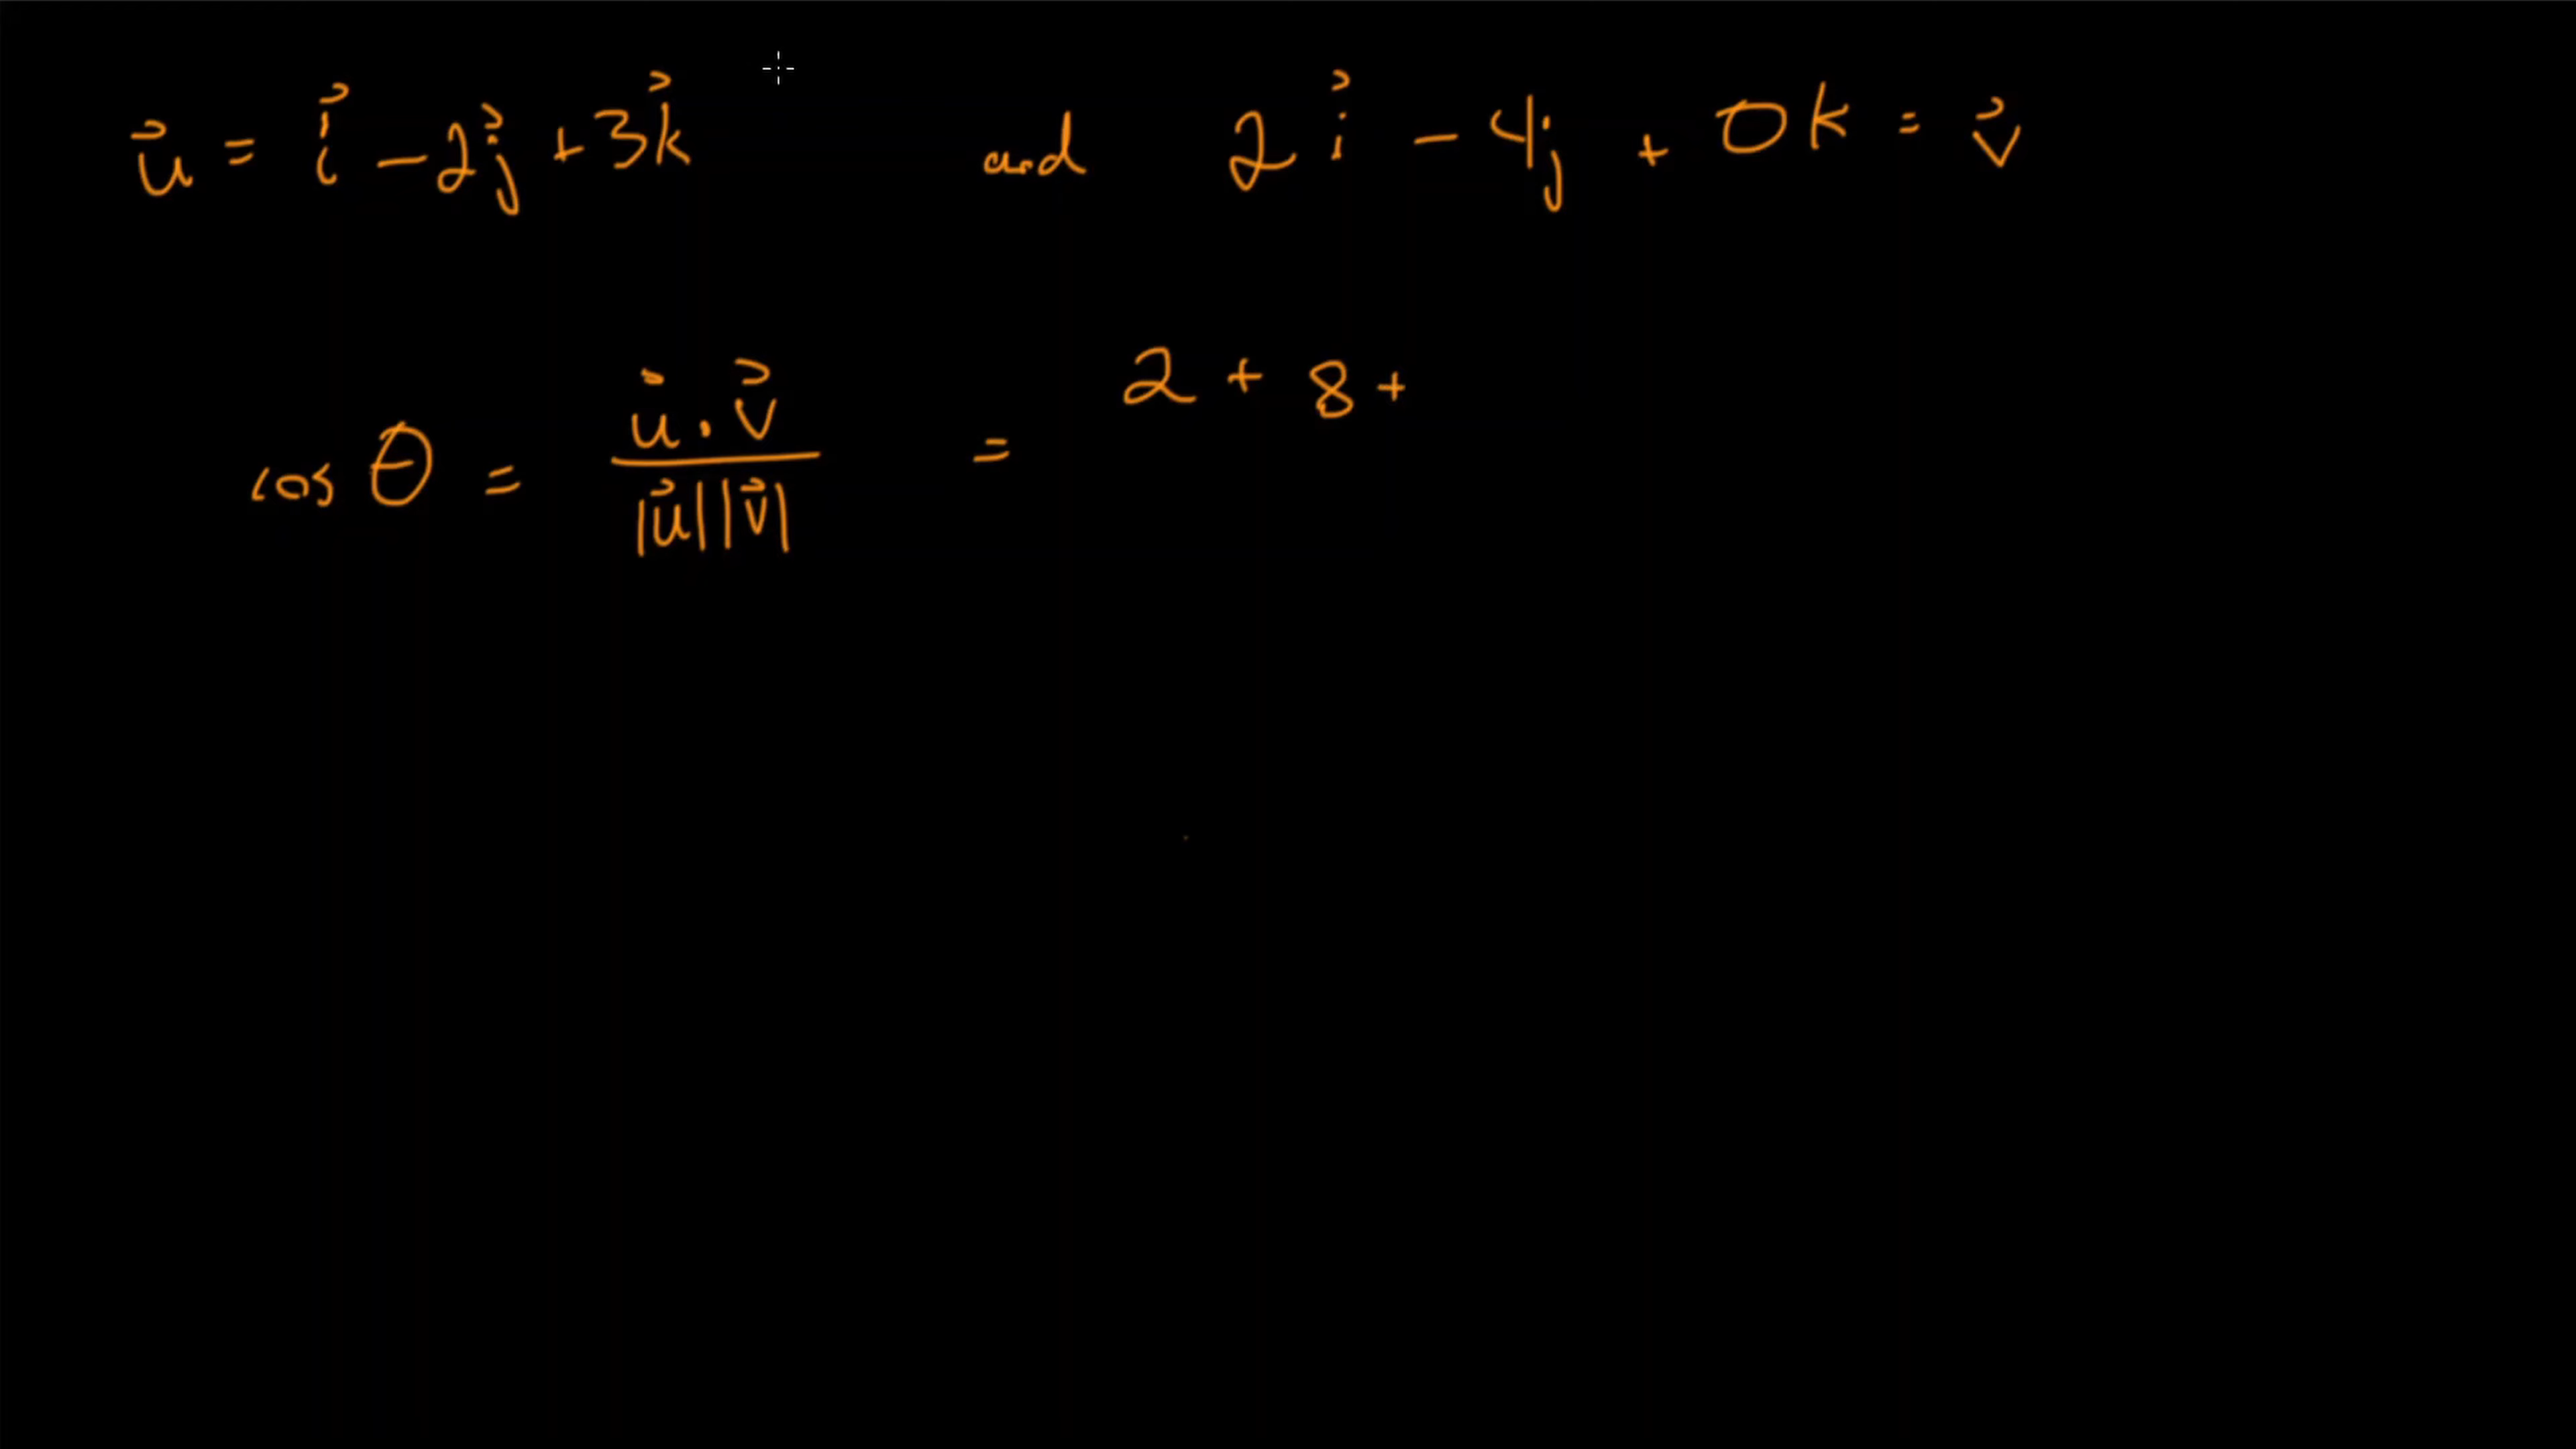 u⃗ = i⃗ - 2j⃗ + 3k⃗ and 2i⃗ - 4j + 0k = v⃗
cos θ = u⃗ · v⃗ / |u⃗||v⃗| = 2 + 8 +